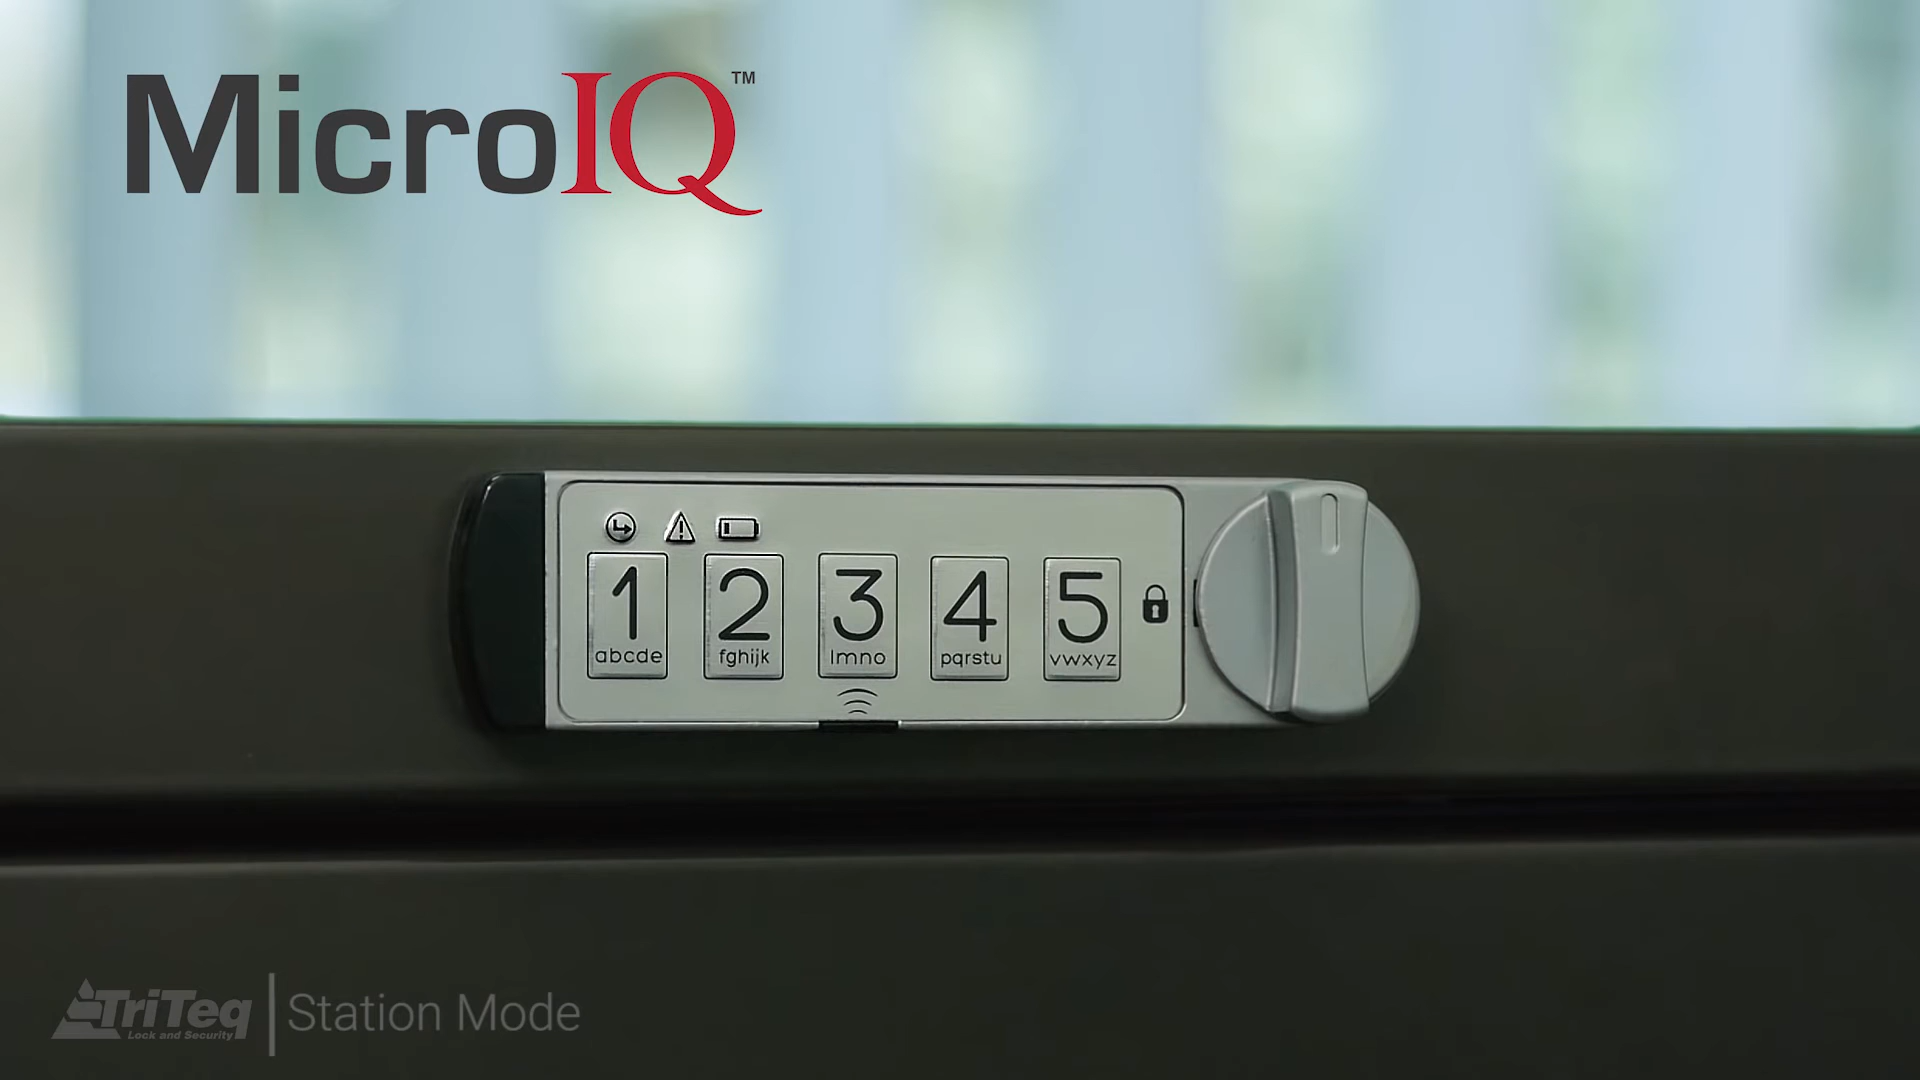 MicroIQ™
1 2 3 4 5
abcde fghijk lmno pqrstu vwxyz
TriTeq
Lock and Security
Station Mode